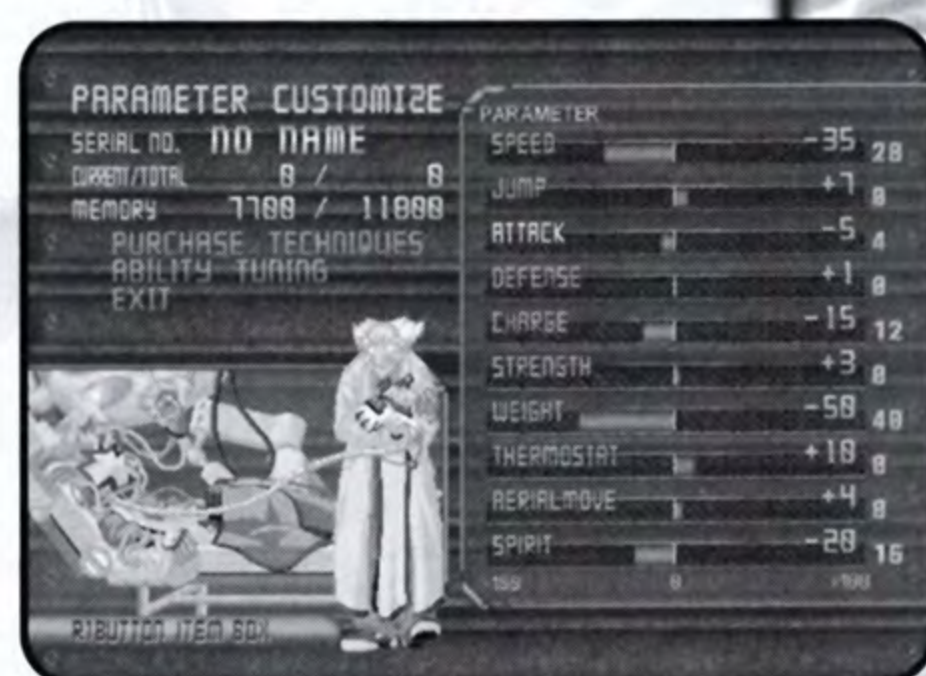 PARAMETER CUSTOMIZE
SERIAL NO. NO NAME
CURRENT/TOTAL 0 / 0
MEMORY 7700 / 11000
PURCHASE TECHNIQUES
ABILITY TUNING
EXIT
PARAMETER
SPEED -35 28
JUMP +7 0
ATTACK -5 4
DEFENSE +1 0
CHARGE -15 12
STRENGTH +3 0
WEIGHT -50 40
THERMOSTAT +10 0
AERIALMOVE +4 0
SPIRIT -20 16
0
R1BUTTON ITEM BOX